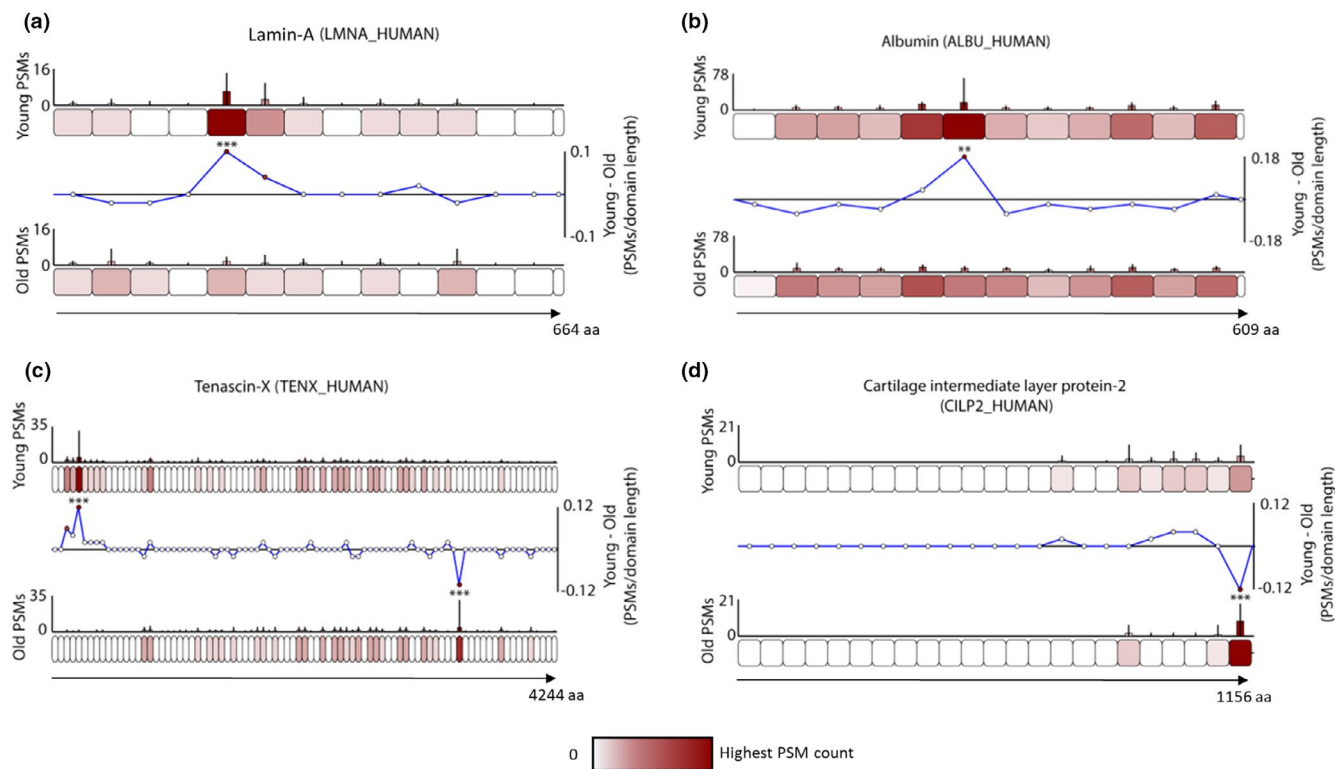 (a)
Lamin-A (LMNA_HUMAN)
Young PSMs
16
0
***
0.1
-0.1
Young - Old
(PSMs/domain length)
Old PSMs
16
0
664 aa
(b)
Albumin (ALBU_HUMAN)
Young PSMs
78
0
**
0.18
-0.18
Young - Old
(PSMs/domain length)
Old PSMs
78
0
609 aa
(c)
Tenascin-X (TENX_HUMAN)
Young PSMs
35
0
***
0.12
-0.12
Young - Old
(PSMs/domain length)
***
Old PSMs
35
0
4244 aa
(d)
Cartilage intermediate layer protein-2
(CILP2_HUMAN)
Young PSMs
21
0
0.12
-0.12
Young - Old
(PSMs/domain length)
***
Old PSMs
21
0
1156 aa
0
Highest PSM count